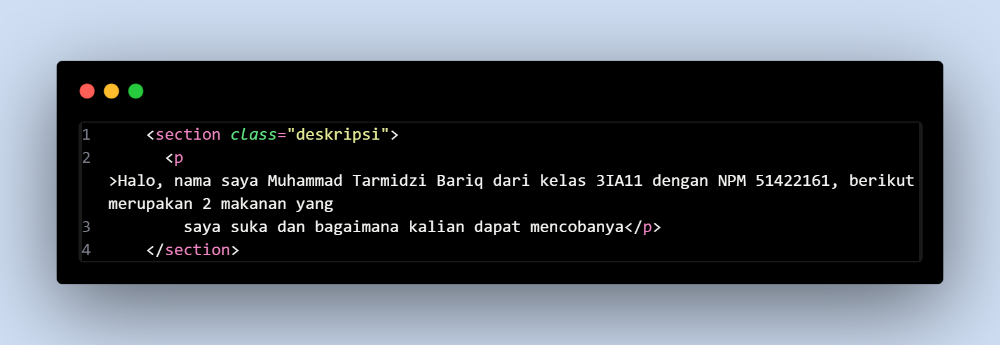 1 <section class="deskripsi">
2 <p
>Halo, nama saya Muhammad Tarmidzi Bariq dari kelas 3IA11 dengan NPM 51422161, berikut
merupakan 2 makanan yang
3 saya suka dan bagaimana kalian dapat mencobanya</p>
4 </section>